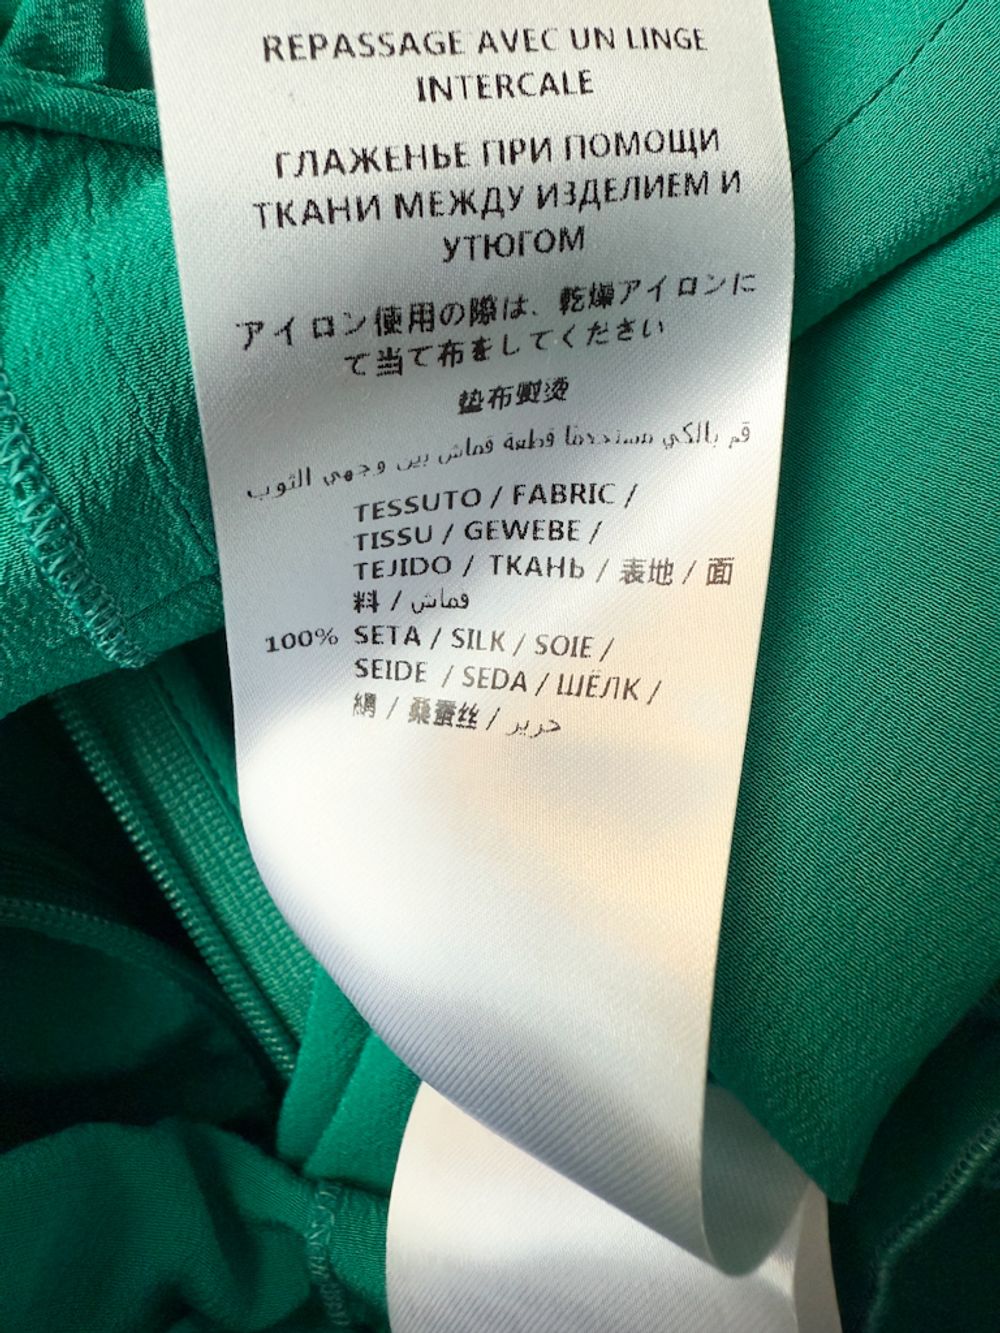 REPASSAGE AVEC UN LINGE
INTERCALE
ГЛАЖЕНЬЕ ПРИ ПОМОЩИ
ТКАНИ МЕЖДУ ИЗДЕЛИЕМ И
УТЮГОМ
アイロン使用の際は、乾燥アイロンに
て当て布をしてください
垫布熨烫
قم بالكي مستخدمًا قطعة قماش بين وجهي الثوب
TESSUTO / FABRIC /
TISSU / GEWEBE /
TEJIDO / ТКАНЬ / 表地 / 面
料 / قماش
100% SETA / SILK / SOIE /
SEIDE / SEDA / ШЁЛК /
絹 / 桑蚕丝 / حرير